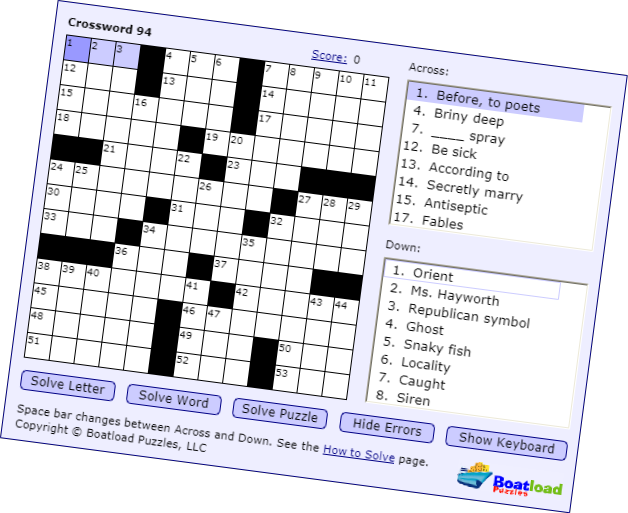 Crossword 94
Score: 0
1 2 3 4 5 6 7 8 9 10 11
12 13 14
15 16 17
18 19 20
21 22 23
24 25 26
27 28 29
30 31 32
33 34 35
36 37
38 39 40 41 42 43 44
45 46 47
48 49 50
51 52 53
Across:
1. Before, to poets
4. Briny deep
7. _____ spray
12. Be sick
13. According to
14. Secretly marry
15. Antiseptic
17. Fables
Down:
1. Orient
2. Ms. Hayworth
3. Republican symbol
4. Ghost
5. Snaky fish
6. Locality
7. Caught
8. Siren
Solve Letter
Solve Word
Solve Puzzle
Hide Errors
Show Keyboard
Space bar changes between Across and Down. See the How to Solve page.
Copyright © Boatload Puzzles, LLC
Boatload
Puzzles